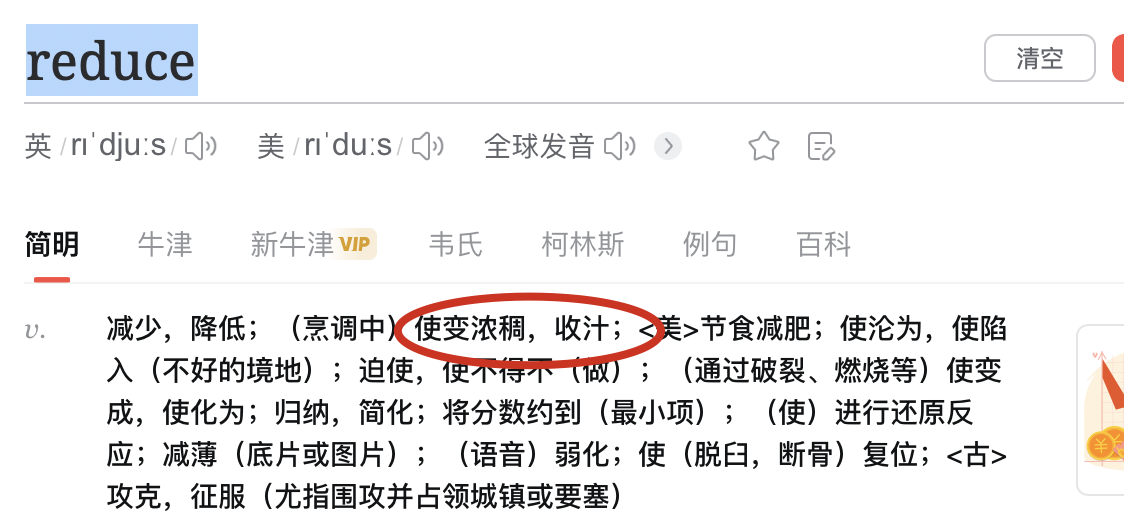 reduce
清空
英 /rɪˈdjuːs/ 美 /rɪˈduːs/ 全球发音
简明 牛津 新牛津 VIP 韦氏 柯林斯 例句 百科
v. 减少，降低；（烹调中）使变浓稠，收汁；<美>节食减肥；使沦为，使陷
入（不好的境地）；迫使，使不得不（做）；（通过破裂、燃烧等）使变
成，使化为；归纳，简化；将分数约到（最小项）；（使）进行还原反
应；减薄（底片或图片）；（语音）弱化；使（脱臼，断骨）复位；<古>
攻克，征服（尤指围攻并占领城镇或要塞）